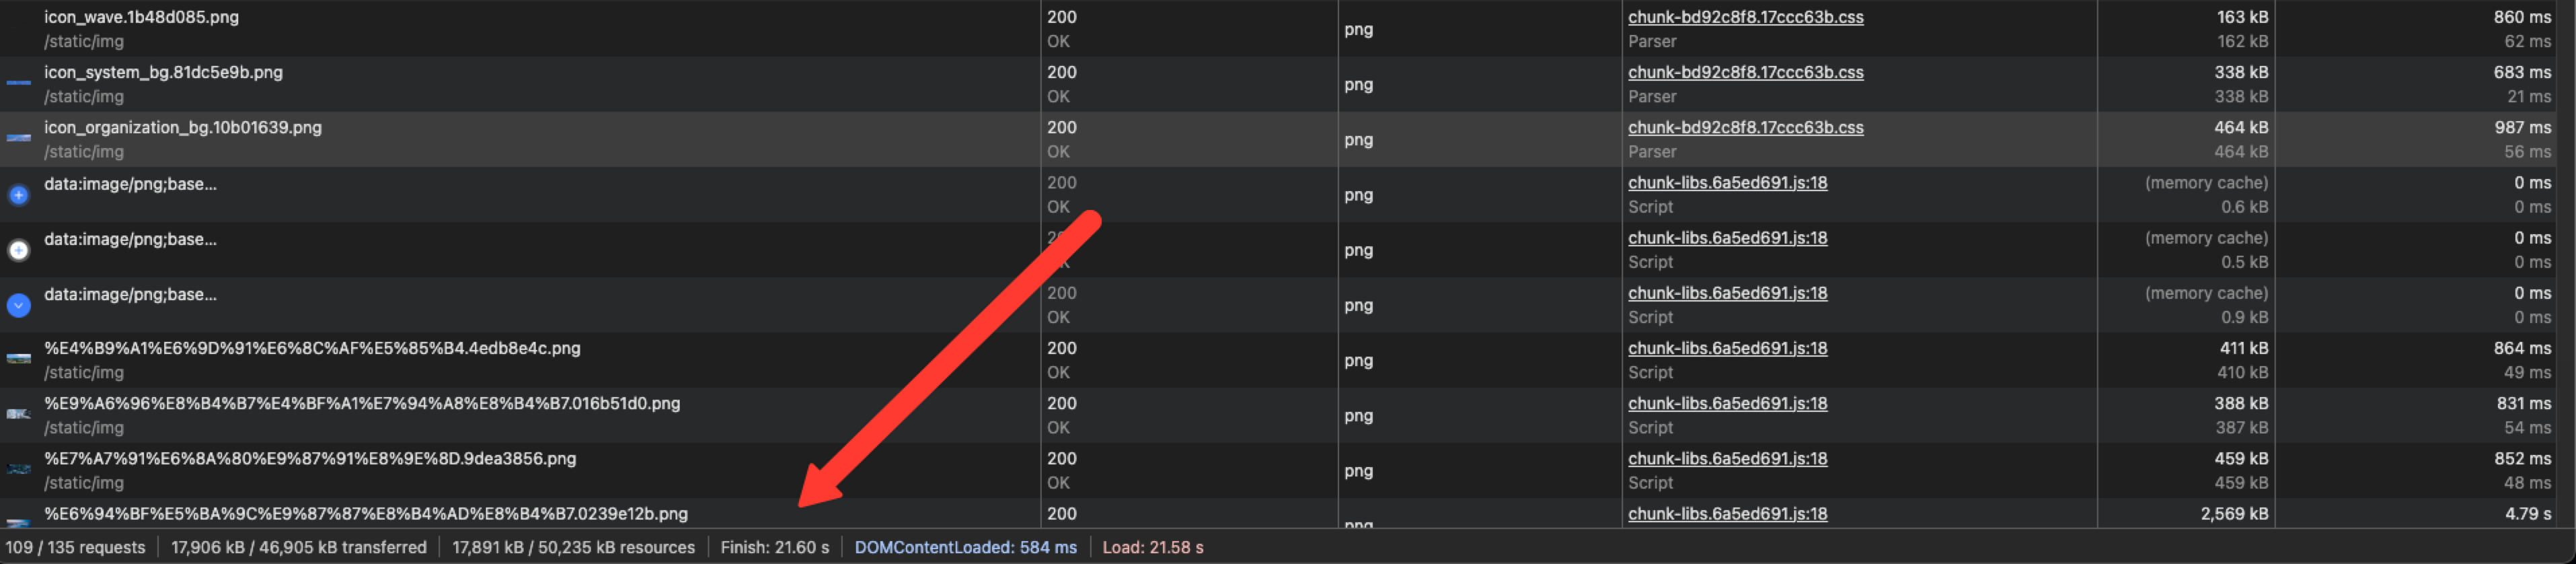 icon_wave.1b48d085.png 200 png chunk-bd92c8f8.17ccc63b.css 163 kB 860 ms
/static/img OK Parser 162 kB 62 ms
icon_system_bg.81dc5e9b.png 200 png chunk-bd92c8f8.17ccc63b.css 338 kB 683 ms
/static/img OK Parser 338 kB 21 ms
icon_organization_bg.10b01639.png 200 png chunk-bd92c8f8.17ccc63b.css 464 kB 987 ms
/static/img OK Parser 464 kB 56 ms
data:image/png;base... 200 png chunk-libs.6a5ed691.js:18 (memory cache) 0 ms
OK Script 0.6 kB 0 ms
data:image/png;base... png chunk-libs.6a5ed691.js:18 (memory cache) 0 ms
Script 0.5 kB 0 ms
data:image/png;base... 200 png chunk-libs.6a5ed691.js:18 (memory cache) 0 ms
OK Script 0.9 kB 0 ms
%E4%B9%A1%E6%9D%91%E6%8C%AF%E5%85%B4.4edb8e4c.png 200 png chunk-libs.6a5ed691.js:18 411 kB 864 ms
/static/img OK Script 410 kB 49 ms
%E9%A6%96%E8%B4%B7%E4%BF%A1%E7%94%A8%E8%B4%B7.016b51d0.png 200 png chunk-libs.6a5ed691.js:18 388 kB 831 ms
/static/img OK Script 387 kB 54 ms
%E7%A7%91%E6%8A%80%E9%87%91%E8%9E%8D.9dea3856.png 200 png chunk-libs.6a5ed691.js:18 459 kB 852 ms
/static/img OK Script 459 kB 48 ms
%E6%94%BF%E5%BA%9C%E9%87%87%E8%B4%AD%E8%B4%B7.0239e12b.png 200 png chunk-libs.6a5ed691.js:18 2,569 kB 4.79 s
109 / 135 requests 17,906 kB / 46,905 kB transferred 17,891 kB / 50,235 kB resources Finish: 21.60 s DOMContentLoaded: 584 ms Load: 21.58 s